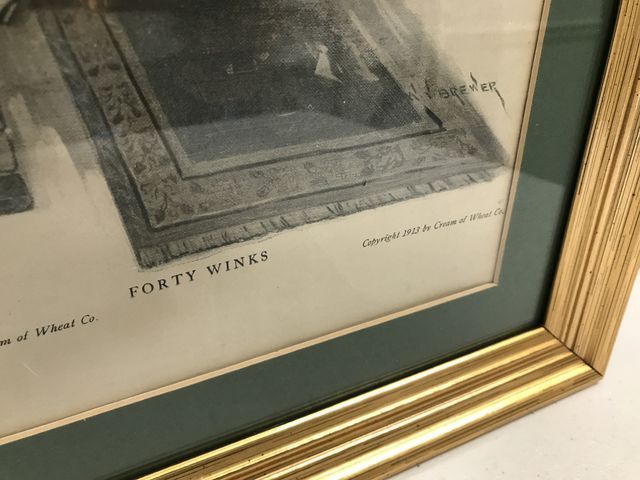 BREWER
Copyright 1913 by Cream of Wheat Co.
FORTY WINKS
m of Wheat Co.